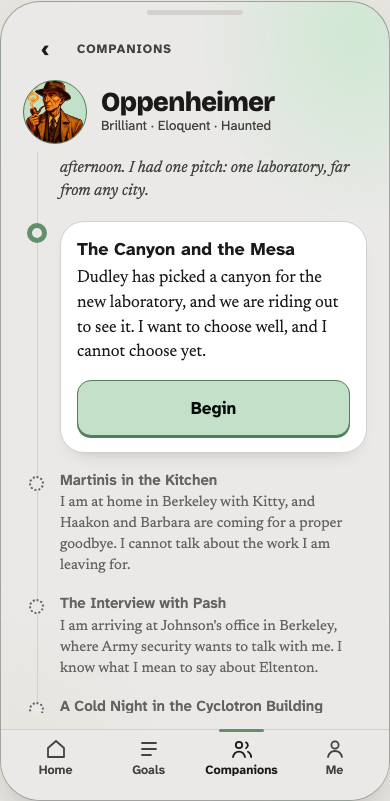 COMPANIONS
Oppenheimer
Brilliant · Eloquent · Haunted
afternoon. I had one pitch: one laboratory, far
from any city.
The Canyon and the Mesa
Dudley has picked a canyon for the
new laboratory, and we are riding out
to see it. I want to choose well, and I
cannot choose yet.
Begin
Martinis in the Kitchen
I am at home in Berkeley with Kitty, and
Haakon and Barbara are coming for a proper
goodbye. I cannot talk about the work I am
leaving for.
The Interview with Pash
I am arriving at Johnson's office in Berkeley,
where Army security wants to talk with me. I
know what I mean to say about Eltenton.
A Cold Night in the Cyclotron Building
Home
Goals
Companions
Me